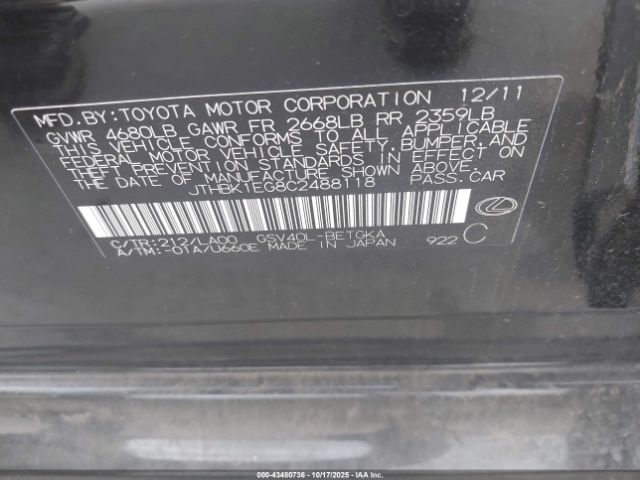 MFD.BY:TOYOTA MOTOR CORPORATION 12/11
GVWR 4680LB GAWR FR 2668LB RR 2359LB
THIS VEHICLE CONFORMS TO ALL APPLICABLE
FEDERAL MOTOR VEHICLE SAFETY, BUMPER, AND
THEFT PREVENTION STANDARDS IN EFFECT ON
THE DATE OF MANUFACTURE SHOWN ABOVE.
JTHBK1EG8C2488118 PASS.CAR
C/TR:212/LA00 GSV40L-BETGKA
A/TM:-01A/U660E MADE IN JAPAN 922 C
000-43480736 - 10/17/2025 - IAAI.com